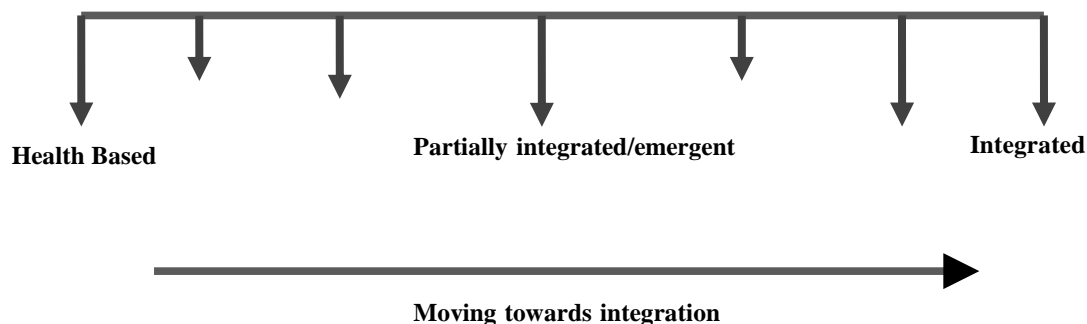 Health Based
Partially integrated/emergent
Integrated
Moving towards integration